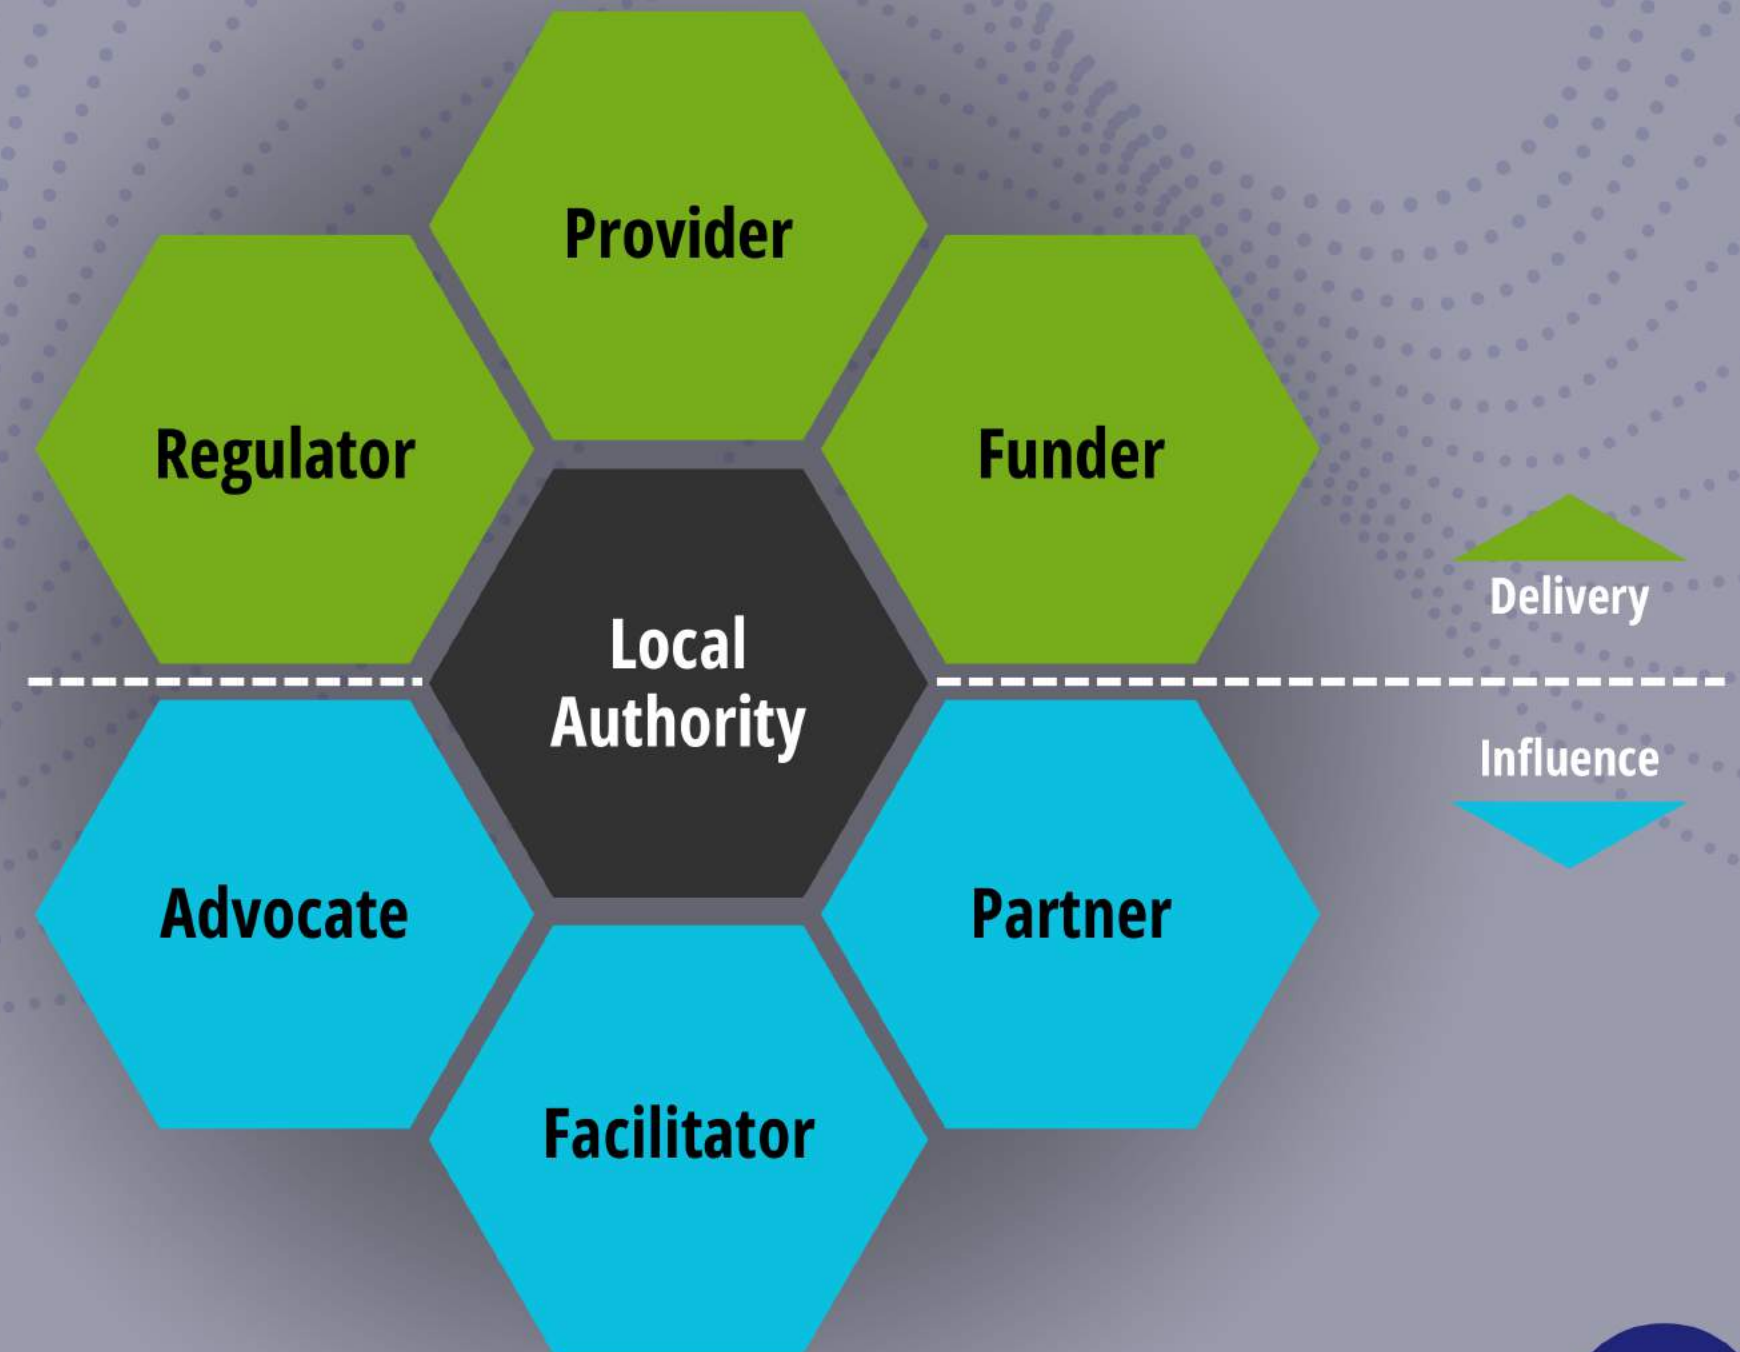 Provider
Regulator
Funder
Delivery
Local
Authority
Influence
Advocate
Partner
Facilitator